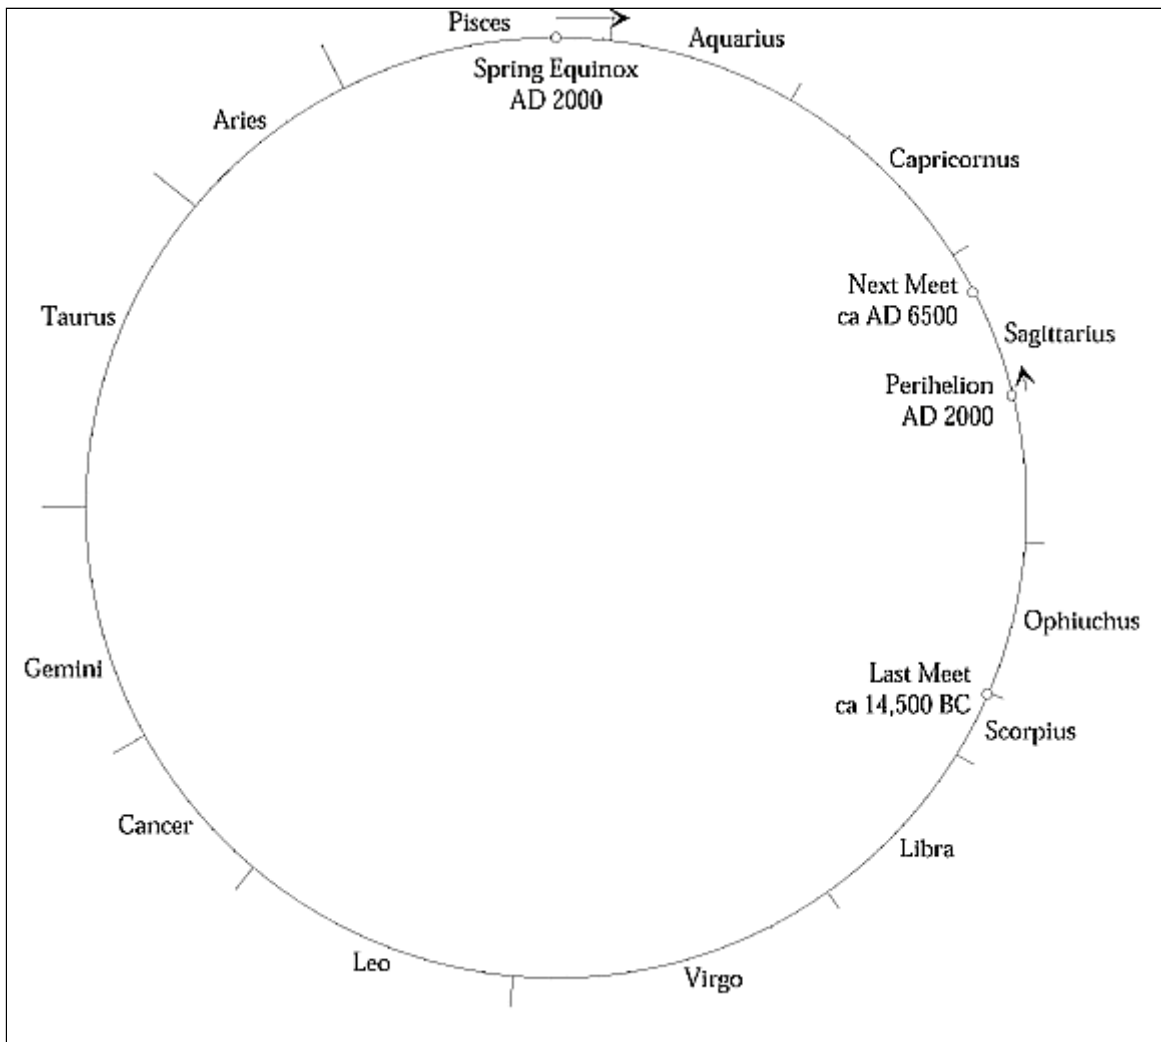 Pisces
Aquarius
Spring Equinox
AD 2000
Aries
Capricornus
Next Meet
ca AD 6500
Taurus
Sagittarius
Perihelion
AD 2000
Ophiuchus
Gemini
Last Meet
ca 14,500 BC
Scorpius
Cancer
Libra
Leo
Virgo